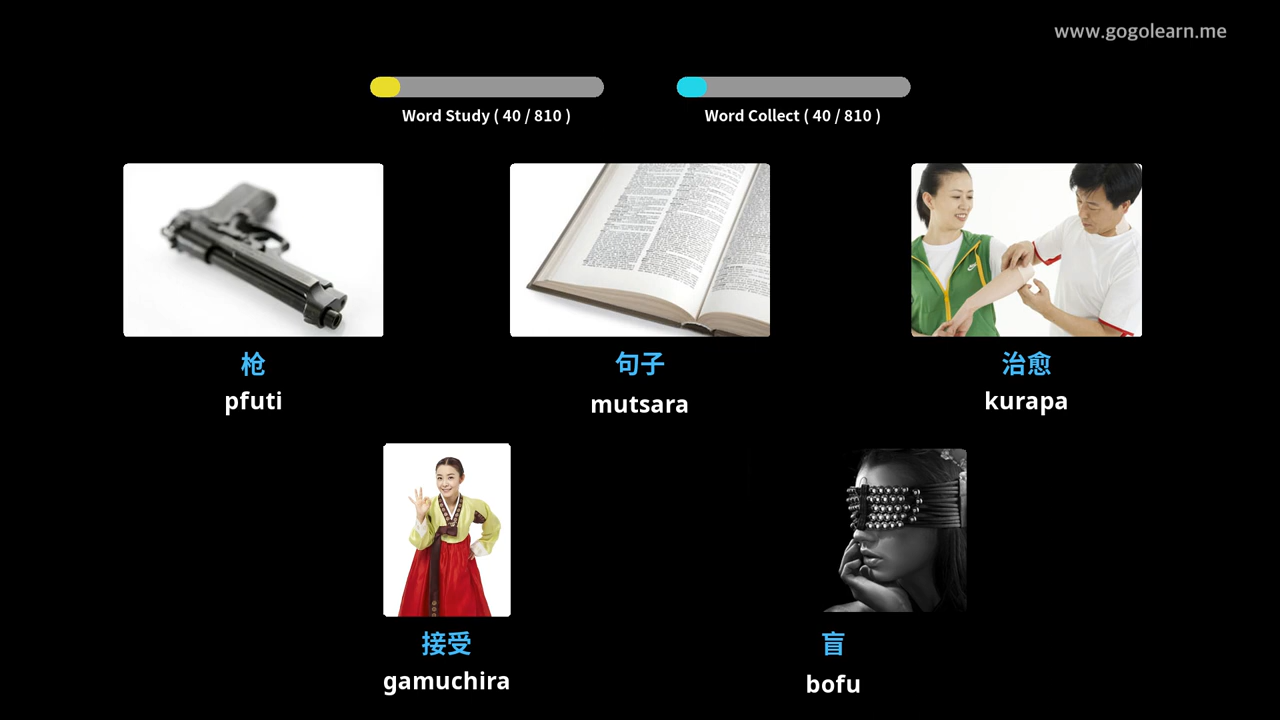 www.gogolearn.me
Word Study ( 40 / 810 )
Word Collect ( 40 / 810 )
枪
pfuti
句子
mutsara
治愈
kurapa
接受
gamuchira
盲
bofu